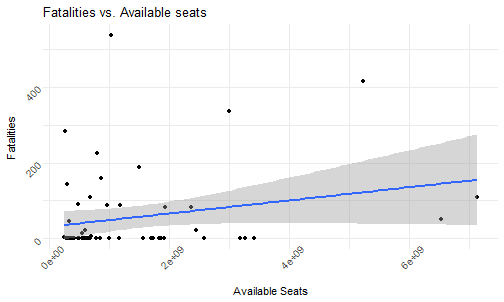 Fatalities vs. Available seats
Fatalities
400
200
0
0e+00
2e+09
4e+09
6e+09
Available Seats